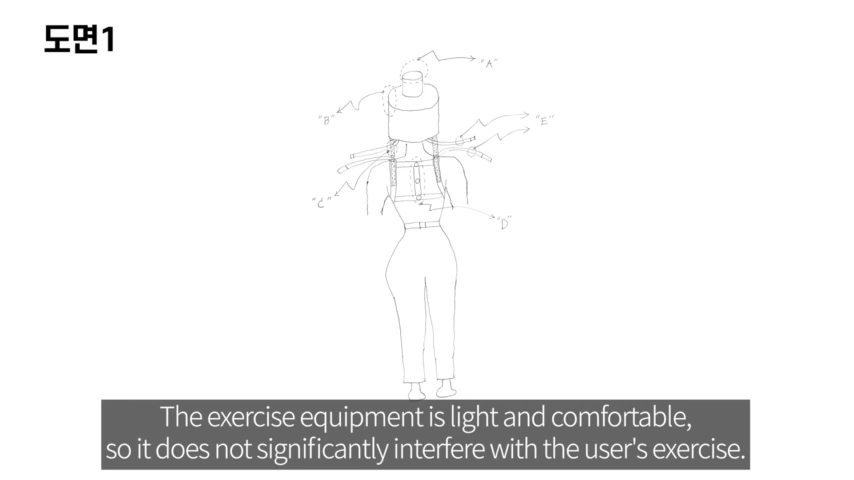 도면1
"A"
"B"
"E"
"C"
"D"
The exercise equipment is light and comfortable,
so it does not significantly interfere with the user's exercise.